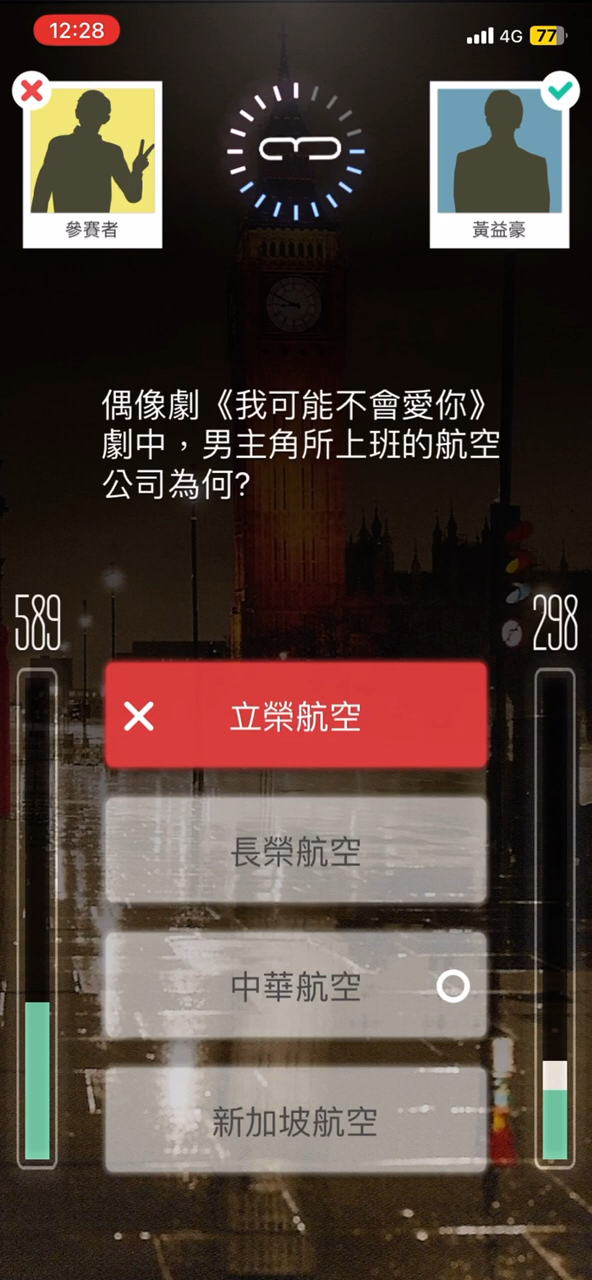 12:28
4G
77
參賽者
黃益豪
偶像劇《我可能不會愛你》
劇中，男主角所上班的航空
公司為何?
589
298
立榮航空
長榮航空
中華航空
新加坡航空